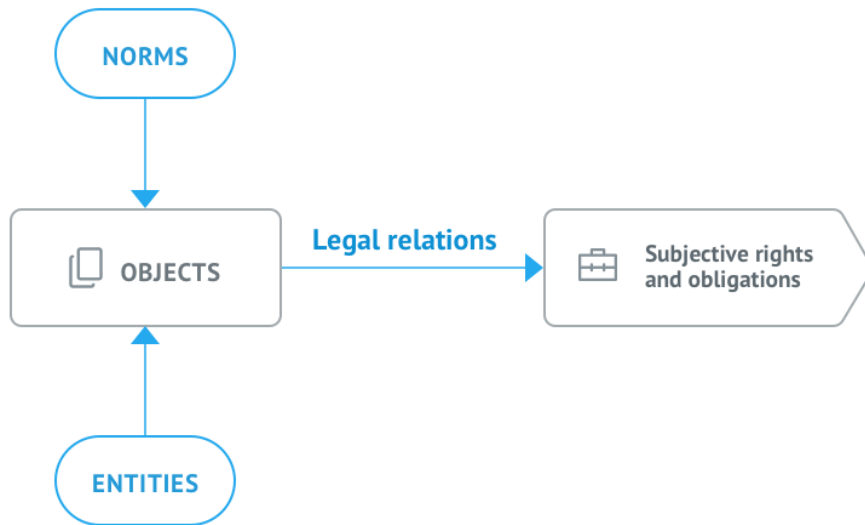 NORMS
Legal relations
OBJECTS
Subjective rights
and obligations
ENTITIES